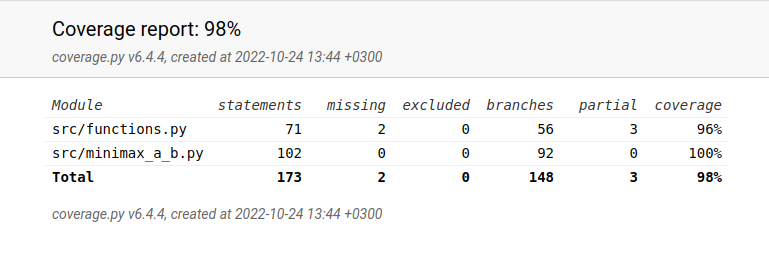 Coverage report: 98%
coverage.py v6.4.4, created at 2022-10-24 13:44 +0300
Module statements missing excluded branches partial coverage
src/functions.py 71 2 0 56 3 96%
src/minimax_a_b.py 102 0 0 92 0 100%
Total 173 2 0 148 3 98%
coverage.py v6.4.4, created at 2022-10-24 13:44 +0300